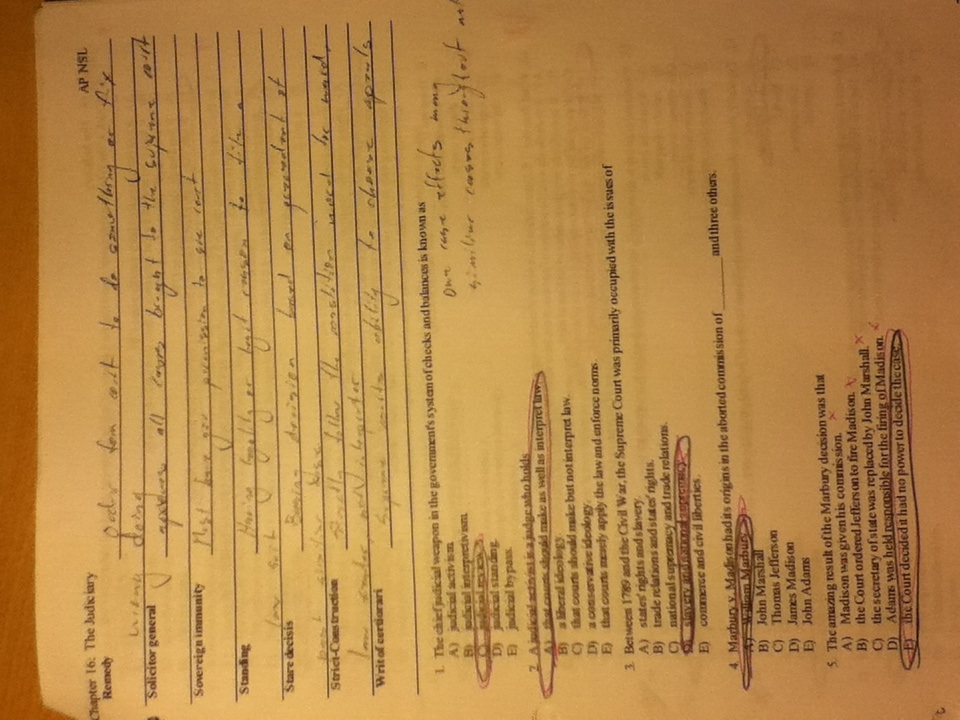 Chapter 16: The Judiciary AP NSL
Remedy Order from court to do something or fix
wrong doing
Solicitor general approves all cases brought to the supreme court
Sovereign immunity Must have giv permission to sue court
Standing Having legality or legit reason to file a
law suit
Stare decisis Basing decision based on precedent of
past similar case
Strict-Construction Strictly follow the constitution word for word,
law
Writ of certiorari Supreme courts ability to choose apeals
1. The chief judicial weapon in the government's system of checks and balances is known as
A) judicial activism
B) judicial interpretivism
C) judicial review
D) judicial standing.
E) judicial bypass.
One case effects many
similar cases throughout nat
2. A judicial activist is a judge who holds
A) that courts should make as well as interpret law.
B) a liberal ideology.
C) that courts should make but not interpret law.
D) a conservative ideology.
E) that courts merely apply the law and enforce norms.
3. Between 1789 and the Civil War, the Supreme Court was primarily occupied with the issues of
A) states' rights and slavery.
B) trade relations and states' rights.
C) national supremacy and trade relations.
D) slavery and national supremacy.
E) commerce and civil liberties.
4. Marbury v. Madison had its origins in the aborted commission of ________ and three others.
A) William Marbury
B) John Marshall
C) Thomas Jefferson
D) James Madison
E) John Adams
5. The amazing result of the Marbury decision was that
A) Madison was given his commission.
B) the Court ordered Jefferson to fire Madison.
C) the secretary of state was replaced by John Marshall.
D) Adams was held responsible for the firing of Madison.
E) the Court decided it had no power to decide the case.